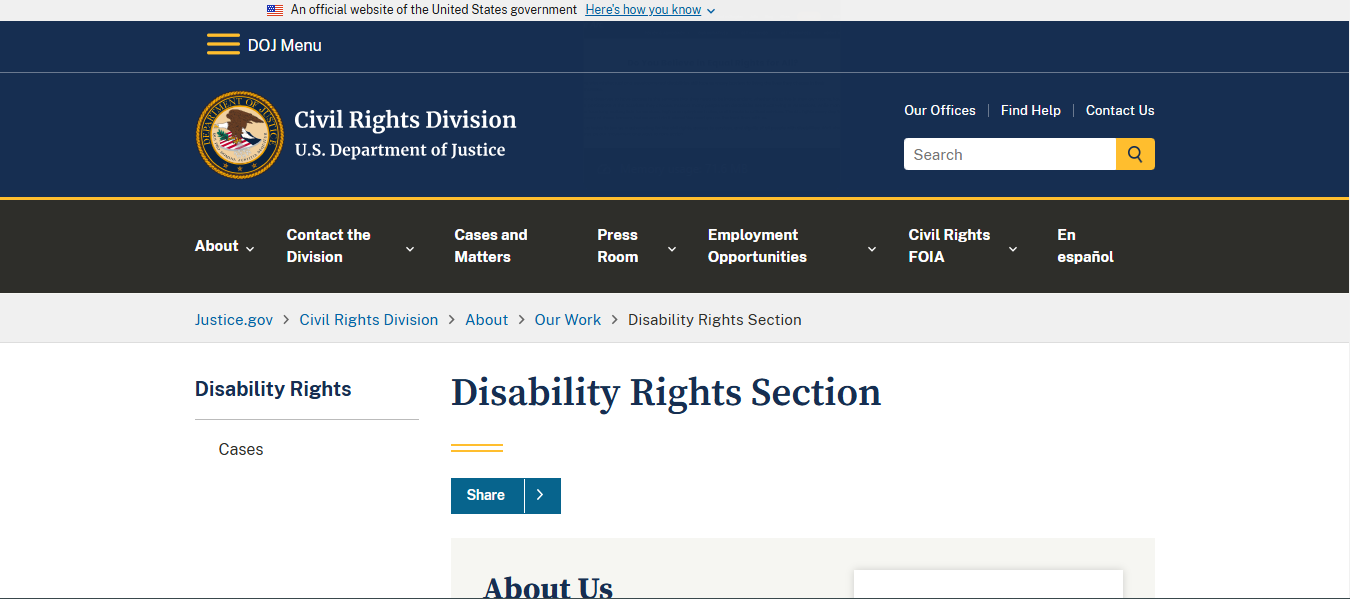 An official website of the United States government Here's how you know
DOJ Menu
Civil Rights Division
U.S. Department of Justice
Our Offices
Find Help
Contact Us
Search
About
Contact the
Division
Cases and
Matters
Press
Room
Employment
Opportunities
Civil Rights
FOIA
En
español
Justice.gov > Civil Rights Division > About > Our Work > Disability Rights Section
Disability Rights
Cases
Disability Rights Section
Share
About Us